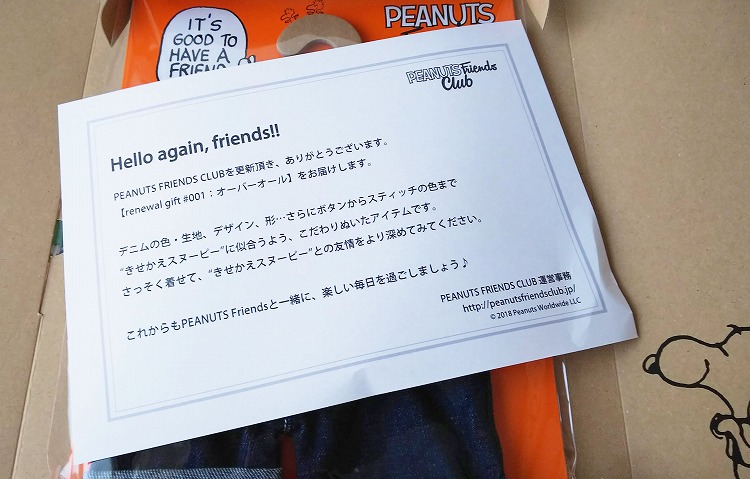 IT'S
GOOD TO
HAVE A
FRIEND
PEANUTS
PEANUTS Friends
Club
Hello again, friends!!
PEANUTS FRIENDS CLUBを更新頂き、ありがとうございます。
【renewal gift #001：オーバーオール】をお届けします。
デニムの色・生地、デザイン、形…さらにボタンからスティッチの色まで
“きせかえスヌーピー”に似合うよう、こだわりぬいたアイテムです。
さっそく着せて、“きせかえスヌーピー”との友情をより深めてみてください。
これからもPEANUTS Friendsと一緒に、楽しい毎日を過ごしましょう♪
PEANUTS FRIENDS CLUB 運営事務
http://peanutsfriendsclub.jp/
© 2018 Peanuts Worldwide LLC